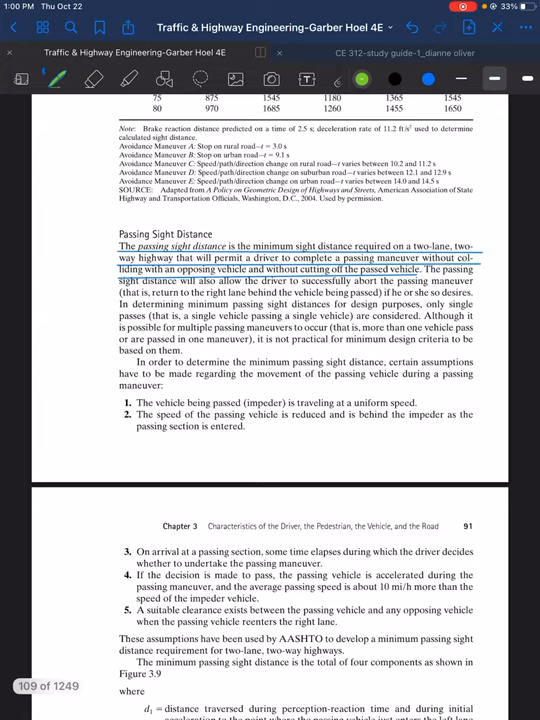 1:00 PM Thu Oct 22
33%
Traffic & Highway Engineering-Garber Hoel 4E
Traffic & Highway Engineering-Garber Hoel 4E
CE 312-study guide-1_dianne oliver
75 875 1545 1180 1365 1545
80 970 1685 1260 1455 1650
Note: Brake reaction distance predicted on a time of 2.5 s; deceleration rate of 11.2 ft/s² used to determine
calculated sight distance.
Avoidance Maneuver A: Stop on rural road—t = 3.0 s
Avoidance Maneuver B: Stop on urban road—t = 9.1 s
Avoidance Maneuver C: Speed/path/direction change on rural road—t varies between 10.2 and 11.2 s
Avoidance Maneuver D: Speed/path/direction change on suburban road—t varies between 12.1 and 12.9 s
Avoidance Maneuver E: Speed/path/direction change on urban road—t varies between 14.0 and 14.5 s
SOURCE: Adapted from A Policy on Geometric Design of Highways and Streets, American Association of State
Highway and Transportation Officials, Washington, D.C., 2004. Used by permission.
Passing Sight Distance
The passing sight distance is the minimum sight distance required on a two-lane, two-
way highway that will permit a driver to complete a passing maneuver without col-
liding with an opposing vehicle and without cutting off the passed vehicle. The passing
sight distance will also allow the driver to successfully abort the passing maneuver
(that is, return to the right lane behind the vehicle being passed) if he or she so desires.
In determining minimum passing sight distances for design purposes, only single
passes (that is, a single vehicle passing a single vehicle) are considered. Although it
is possible for multiple passing maneuvers to occur (that is, more than one vehicle pass
or are passed in one maneuver), it is not practical for minimum design criteria to be
based on them.
In order to determine the minimum passing sight distance, certain assumptions
have to be made regarding the movement of the passing vehicle during a passing
maneuver:
1. The vehicle being passed (impeder) is traveling at a uniform speed.
2. The speed of the passing vehicle is reduced and is behind the impeder as the
passing section is entered.
Chapter 3 Characteristics of the Driver, the Pedestrian, the Vehicle, and the Road 91
3. On arrival at a passing section, some time elapses during which the driver decides
whether to undertake the passing maneuver.
4. If the decision is made to pass, the passing vehicle is accelerated during the
passing maneuver, and the average passing speed is about 10 mi/h more than the
speed of the impeder vehicle.
5. A suitable clearance exists between the passing vehicle and any opposing vehicle
when the passing vehicle reenters the right lane.
These assumptions have been used by AASHTO to develop a minimum passing sight
distance requirement for two-lane, two-way highways.
The minimum passing sight distance is the total of four components as shown in
Figure 3.9
109 of 1249
where
d1 = distance traversed during perception-reaction time and during initial
acceleration to the point where the passing vehicle just enters the left lane